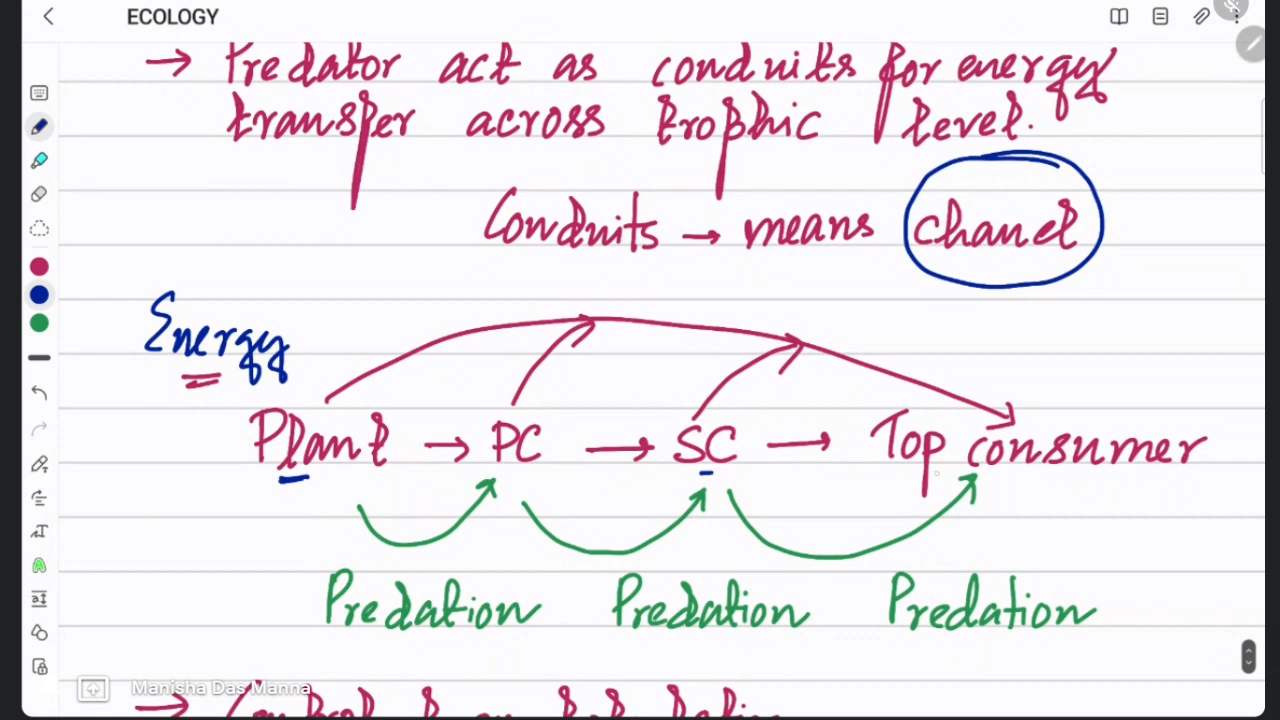 ECOLOGY
→ Predator act as conduits for energy
transfer across trophic level.
Conduits → means chanel
Energy
Plant → PC → SC → Top consumer
Predation Predation Predation
Manisha Das Manna